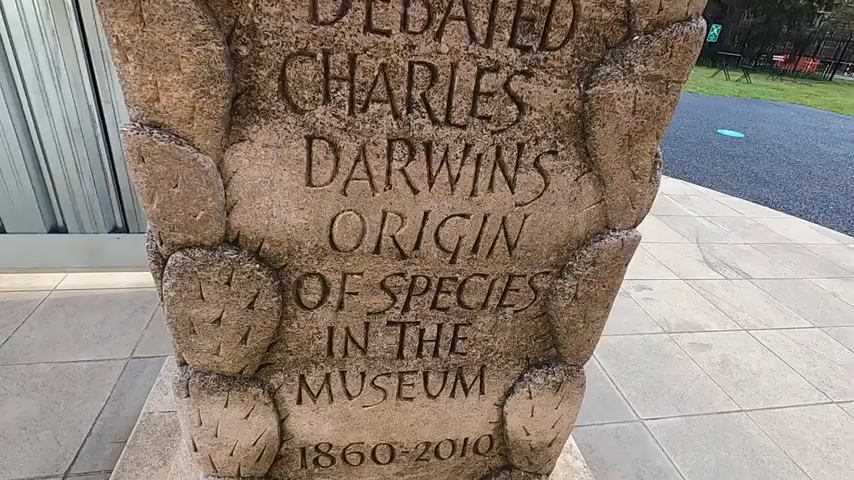 DEBATED
CHARLES
DARWIN'S
ORIGIN
OF SPECIES
IN THE
MUSEUM
1860-2010